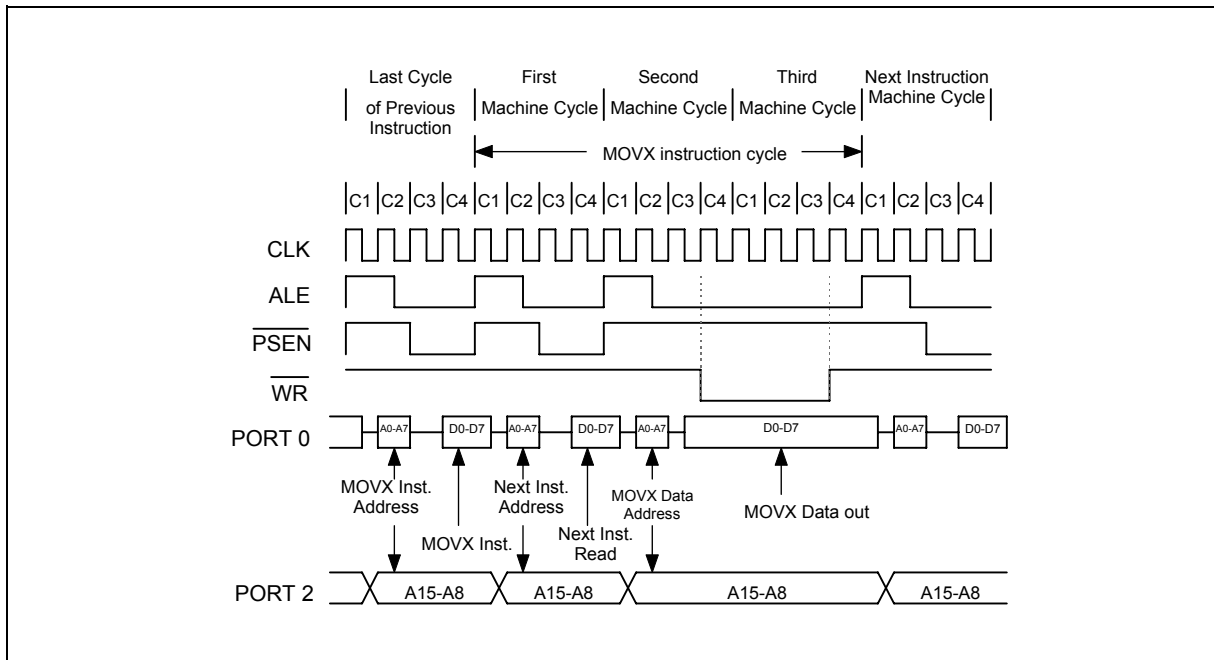 Last Cycle
of Previous
Instruction
First
Machine Cycle
Second
Machine Cycle
Third
Machine Cycle
Next Instruction
Machine Cycle
MOVX instruction cycle
C1 C2 C3 C4 C1 C2 C3 C4 C1 C2 C3 C4 C1 C2 C3 C4 C1 C2 C3 C4
CLK
ALE
PSEN
WR
PORT 0
A0-A7 D0-D7 A0-A7 D0-D7 A0-A7 D0-D7 A0-A7 D0-D7
MOVX Inst.
Address
MOVX Inst.
Next Inst.
Address
Next Inst.
Read
MOVX Data
Address
MOVX Data out
PORT 2
A15-A8 A15-A8 A15-A8 A15-A8